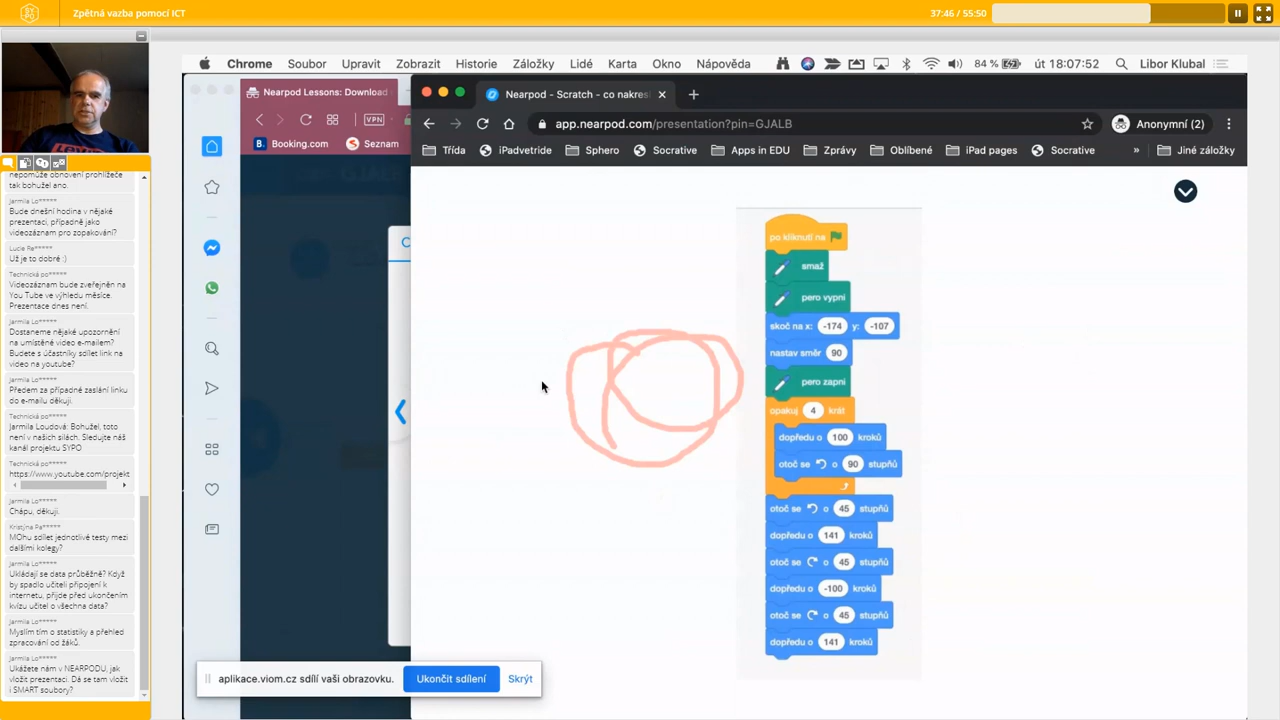 SYPO
Zpětná vazba pomocí ICT
37:46 / 55:50
nepomůže obnovení prohlížeče
tak bohužel ano.
Jarmila Lo*****
Bude dnešní hodina v nějaké
prezentaci, případně jako
videozáznam pro zopakování?
Lucie Re*****
Už je to dobré :)
Technická po*****
Videozáznam bude zveřejněn na
You Tube ve výhledu měsíce.
Prezentace dnes není.
Jarmila Lo*****
Dostaneme nějaké upozornění
na umístěné video e-mailem?
Budete s účastníky sdílet link na
video na youtube?
Jarmila Lo*****
Předem za případné zaslání linku
do e-mailu děkuji.
Technická po*****
Jarmila Loudová: Bohužel, toto
není v našich silách. Sledujte náš
kanál projektu SYPO
Technická po*****
https://www.youtube.com/projekt
Jarmila Lo*****
Chápu, děkuji.
Kristýna Pa*****
MOhu sdílet jednotlivé testy mezi
dalšími kolegy?
Jarmila Lo*****
Ukládají se data průběžně? Když
by spadlo učiteli připojení k
internetu, přijde před ukončením
kvízu učitel o všechna data?
Jarmila Lo*****
Myslím tím o statistiky a přehled
zpracování od žáků.
Jarmila Lo*****
Ukážete nám v NEARPODU, jak
vložit prezentaci. Dá se tam vložit
i SMART soubory?
Chrome Soubor Upravit Zobrazit Historie Záložky Lidé Karta Okno Nápověda 84 % út 18:07:52 Libor Klubal
Nearpod Lessons: Download
VPN
Booking.com Seznam
Nearpod - Scratch - co nakres
app.nearpod.com/presentation?pin=GJALB
Anonymní (2)
Třída iPadvetride Sphero Socrative Apps in EDU Zprávy Oblíbené iPad pages Socrative » Jiné záložky
po kliknutí na
smaž
pero vypni
skoč na x: -174 y: -107
nastav směr 90
pero zapni
opakuj 4 krát
dopředu o 100 kroků
otoč se o 90 stupňů
otoč se o 45 stupňů
dopředu o 141 kroků
otoč se o 45 stupňů
dopředu o -100 kroků
otoč se o 45 stupňů
dopředu o 141 kroků
aplikace.viom.cz sdílí vaši obrazovku. Ukončit sdílení Skrýt